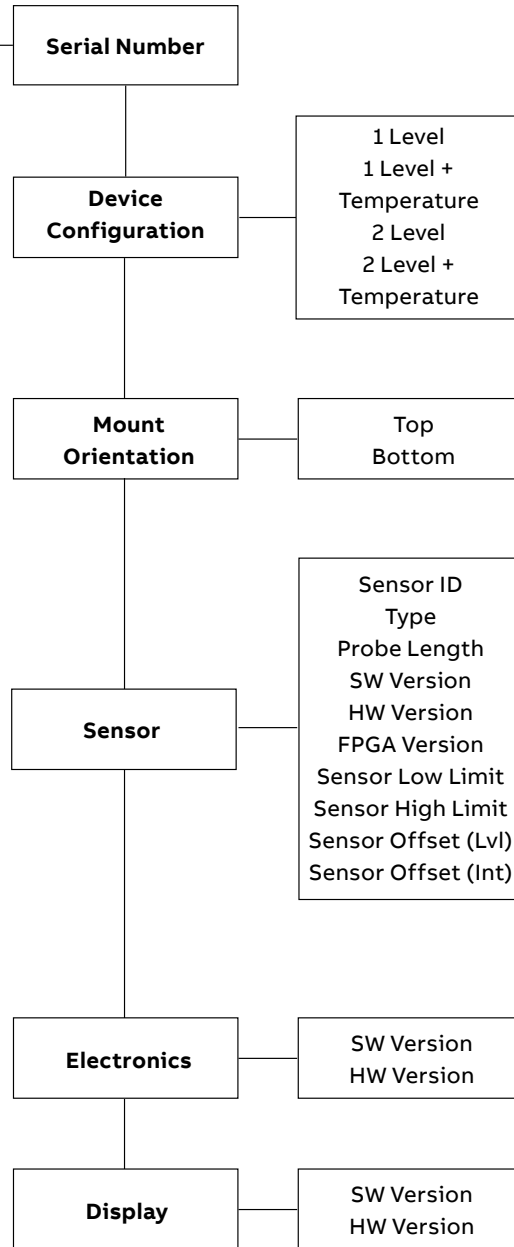 Serial Number
Device
Configuration
1 Level
1 Level +
Temperature
2 Level
2 Level +
Temperature
Mount
Orientation
Top
Bottom
Sensor
Sensor ID
Type
Probe Length
SW Version
HW Version
FPGA Version
Sensor Low Limit
Sensor High Limit
Sensor Offset (Lvl)
Sensor Offset (Int)
Electronics
SW Version
HW Version
Display
SW Version
HW Version